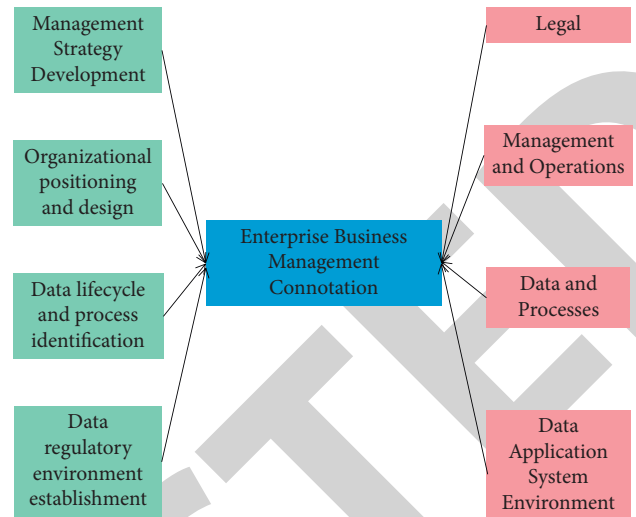 Management
Strategy
Development
Organizational
positioning
and design
Data lifecycle
and process
identification
Data
regulatory
environment
establishment
Enterprise Business
Management
Connotation
Legal
Management
and Operations
Data and
Processes
Data
Application
System
Environment